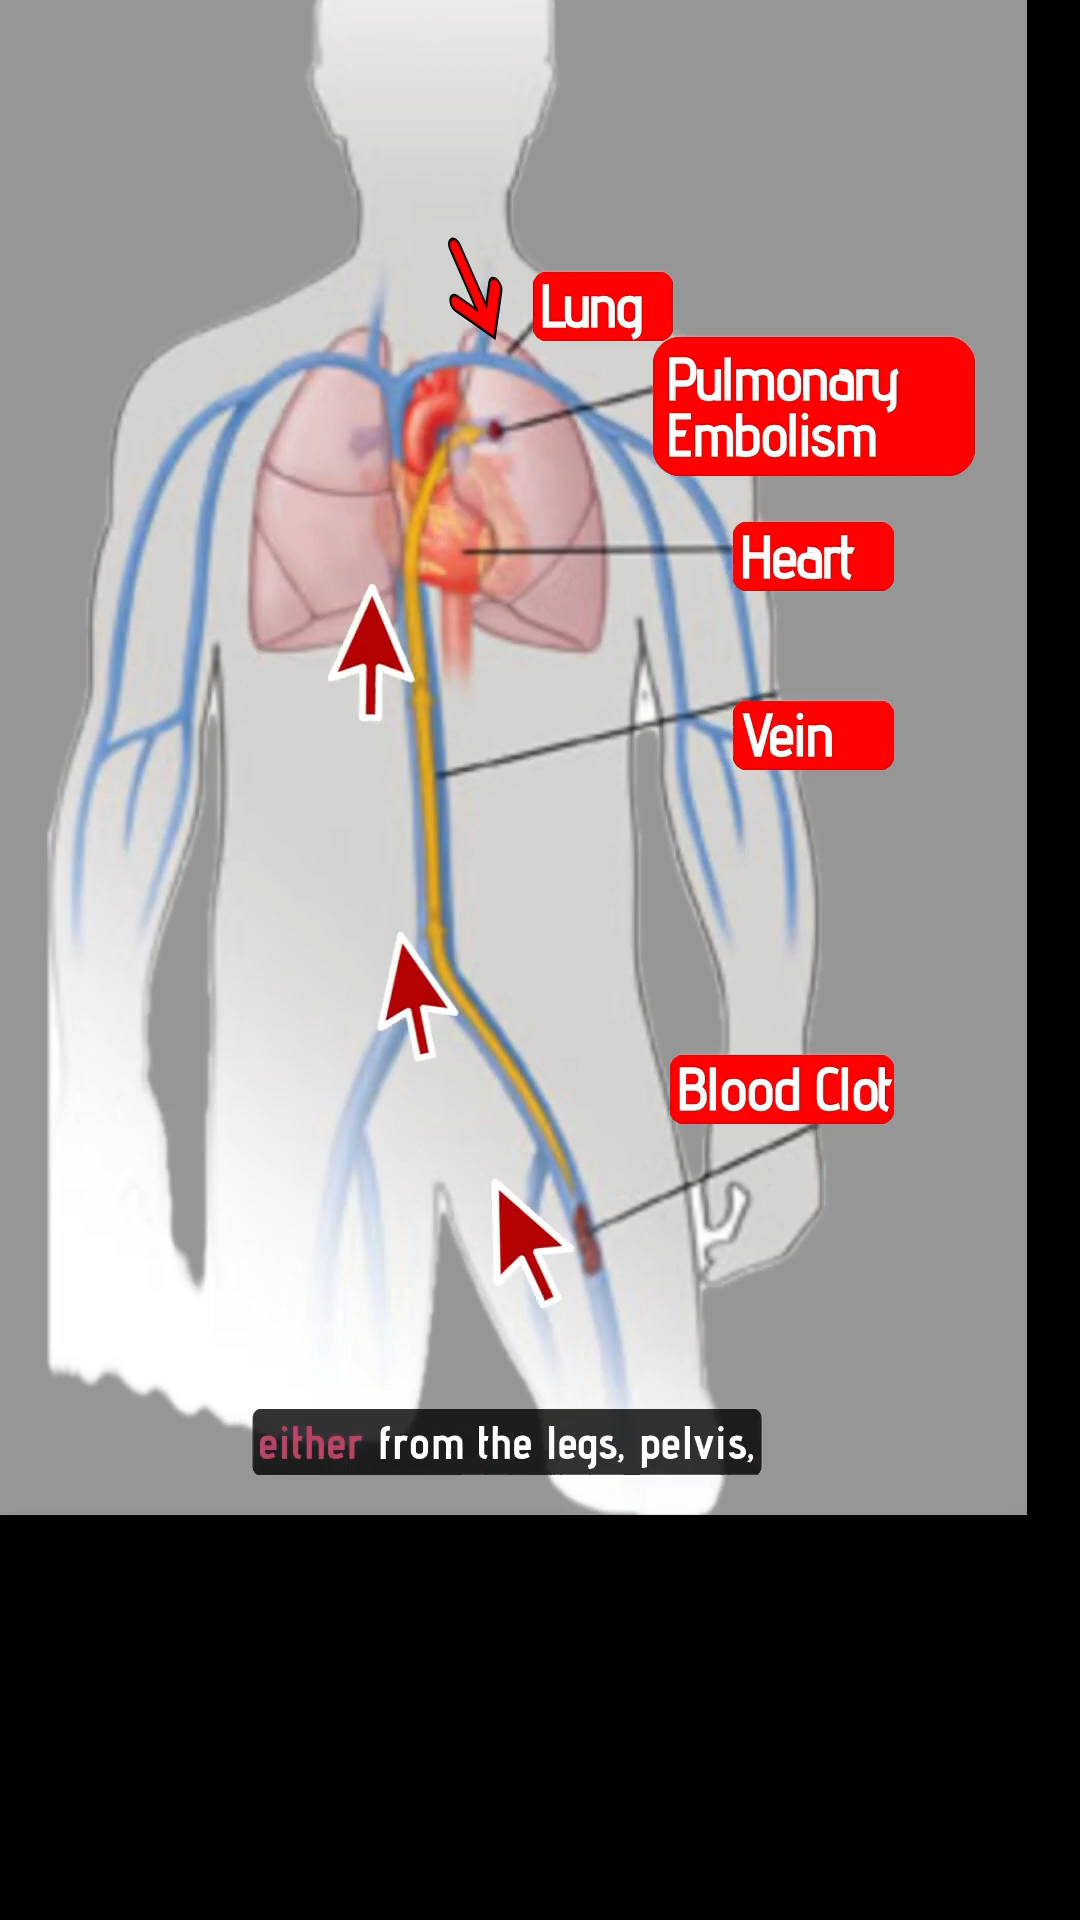 Lung
Pulmonary
Embolism
Heart
Vein
Blood Clot
either from the legs, pelvis,